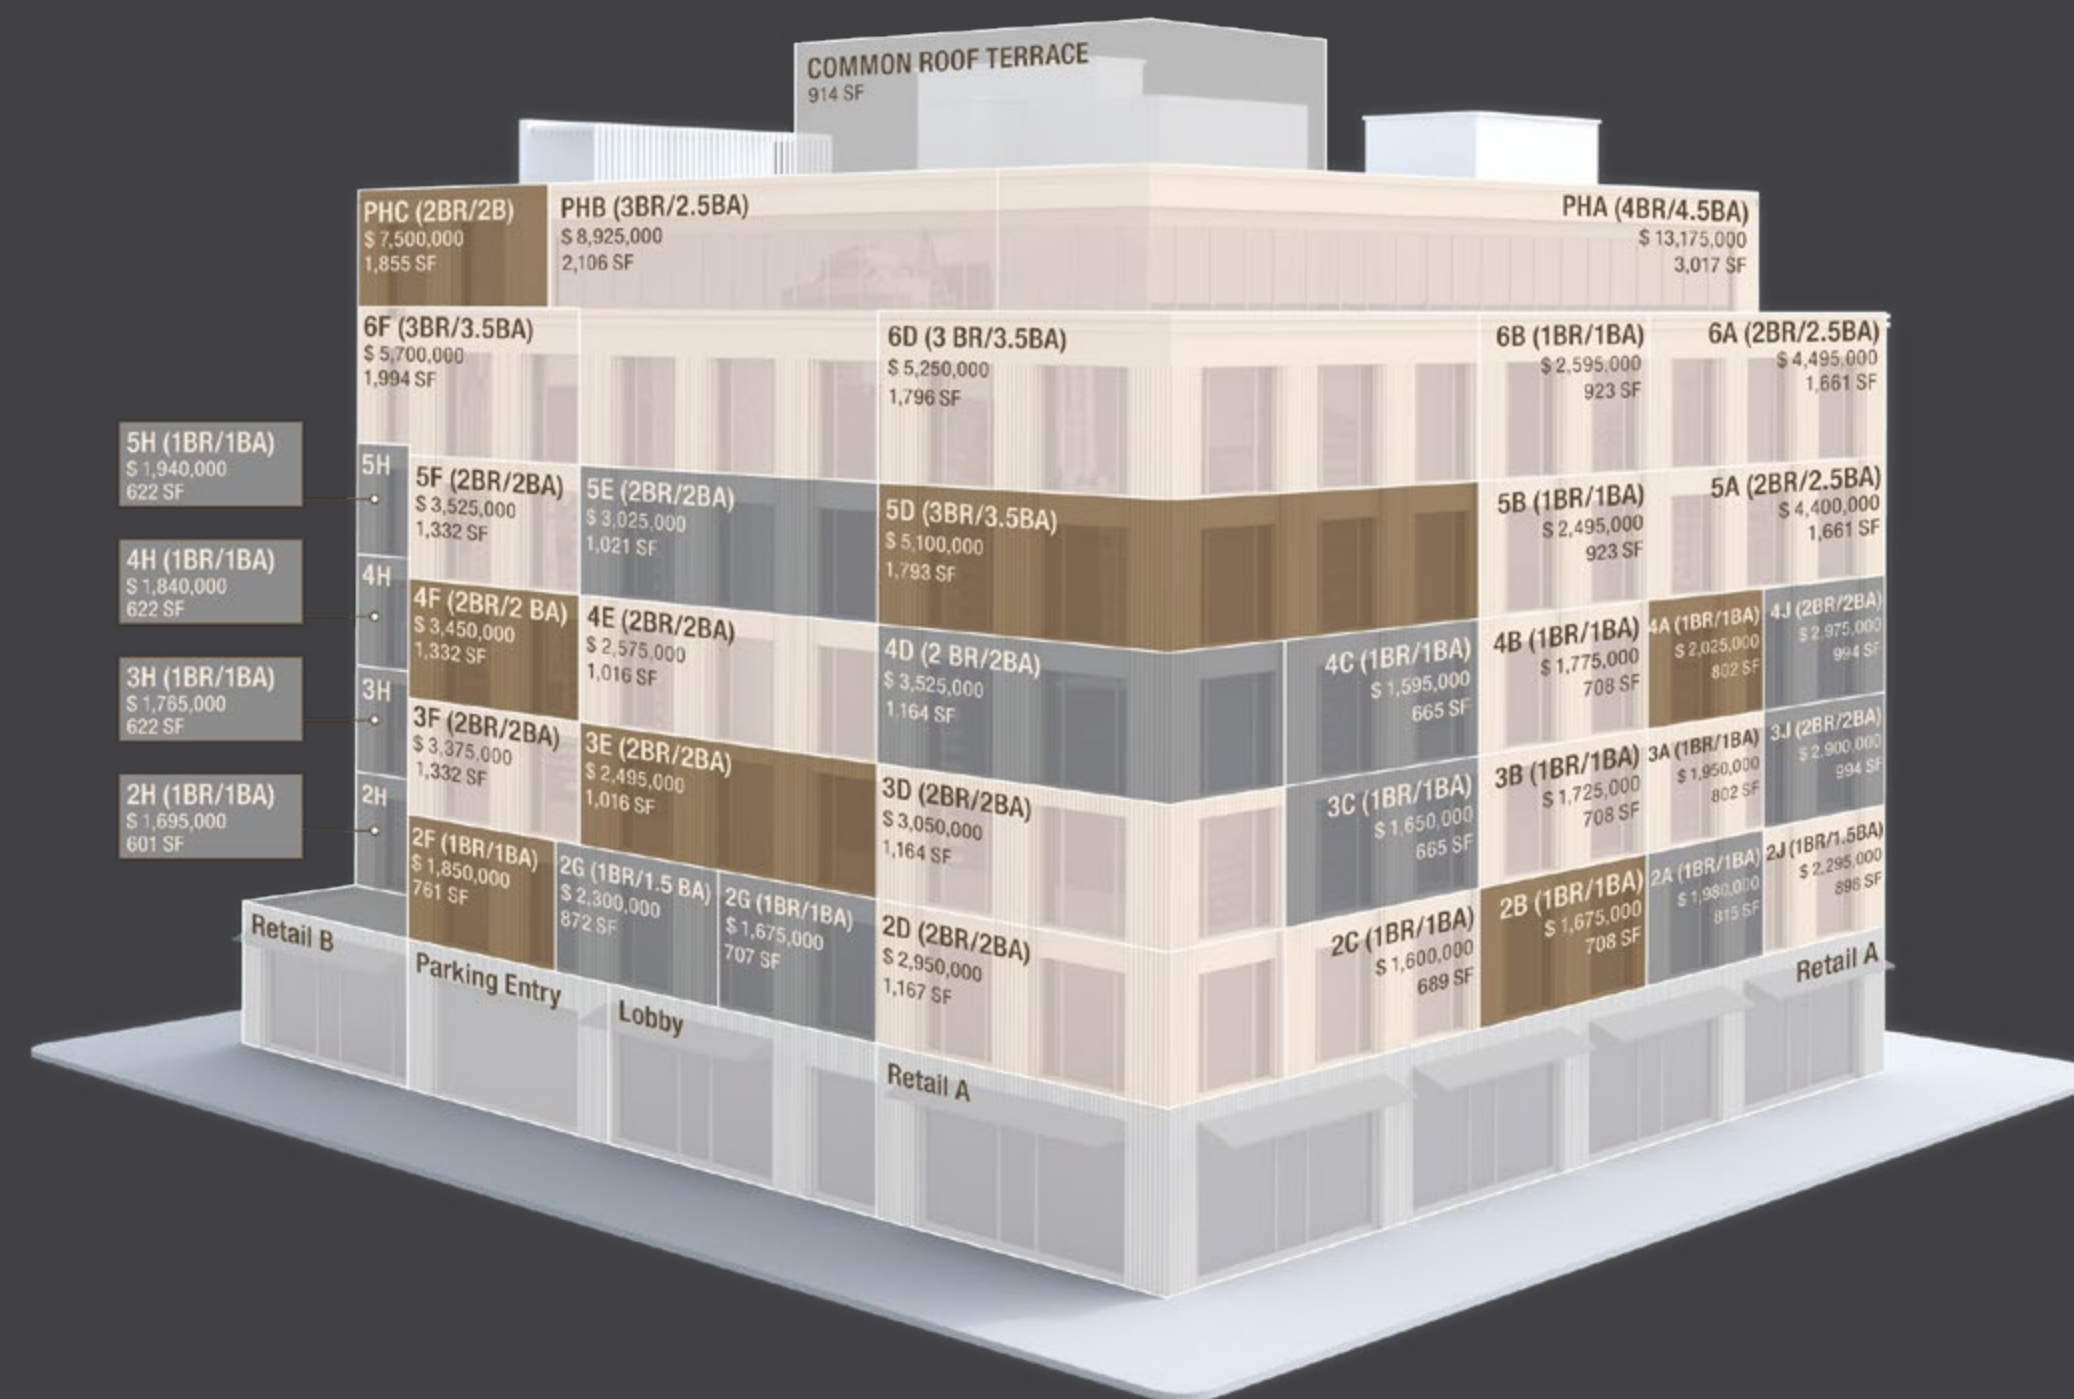 COMMON ROOF TERRACE
914 SF
PHC (2BR/2B)
$ 7,500,000
1,855 SF
PHB (3BR/2.5BA)
$ 8,925,000
2,106 SF
PHA (4BR/4.5BA)
$ 13,175,000
3,017 SF
6F (3BR/3.5BA)
$ 5,700,000
1,994 SF
6D (3 BR/3.5BA)
$ 5,250,000
1,796 SF
6B (1BR/1BA)
$ 2,595,000
923 SF
6A (2BR/2.5BA)
$ 4,495,000
1,661 SF
5H (1BR/1BA)
$ 1,940,000
622 SF
5H
5F (2BR/2BA)
$ 3,525,000
1,332 SF
5E (2BR/2BA)
$ 3,025,000
1,021 SF
5D (3BR/3.5BA)
$ 5,100,000
1,793 SF
5B (1BR/1BA)
$ 2,495,000
923 SF
5A (2BR/2.5BA)
$ 4,400,000
1,661 SF
4H (1BR/1BA)
$ 1,840,000
622 SF
4H
4F (2BR/2 BA)
$ 3,450,000
1,332 SF
4E (2BR/2BA)
$ 2,575,000
1,016 SF
4D (2 BR/2BA)
$ 3,525,000
1,164 SF
4C (1BR/1BA)
$ 1,595,000
665 SF
4B (1BR/1BA)
$ 1,775,000
708 SF
4A (1BR/1BA)
$ 2,025,000
802 SF
4J (2BR/2BA)
$ 2,975,000
994 SF
3H (1BR/1BA)
$ 1,765,000
622 SF
3H
3F (2BR/2BA)
$ 3,375,000
1,332 SF
3E (2BR/2BA)
$ 2,495,000
1,016 SF
3D (2BR/2BA)
$ 3,050,000
1,164 SF
3C (1BR/1BA)
$ 1,650,000
665 SF
3B (1BR/1BA)
$ 1,725,000
708 SF
3A (1BR/1BA)
$ 1,950,000
802 SF
3J (2BR/2BA)
$ 2,900,000
994 SF
2H (1BR/1BA)
$ 1,695,000
601 SF
2H
2F (1BR/1BA)
$ 1,850,000
761 SF
2G (1BR/1.5 BA)
$ 2,300,000
872 SF
2G (1BR/1BA)
$ 1,675,000
707 SF
2D (2BR/2BA)
$ 2,950,000
1,167 SF
2C (1BR/1BA)
$ 1,600,000
689 SF
2B (1BR/1BA)
$ 1,675,000
708 SF
2A (1BR/1BA)
$ 1,980,000
815 SF
2J (1BR/1.5BA)
$ 2,295,000
898 SF
Retail B
Parking Entry
Lobby
Retail A
Retail A